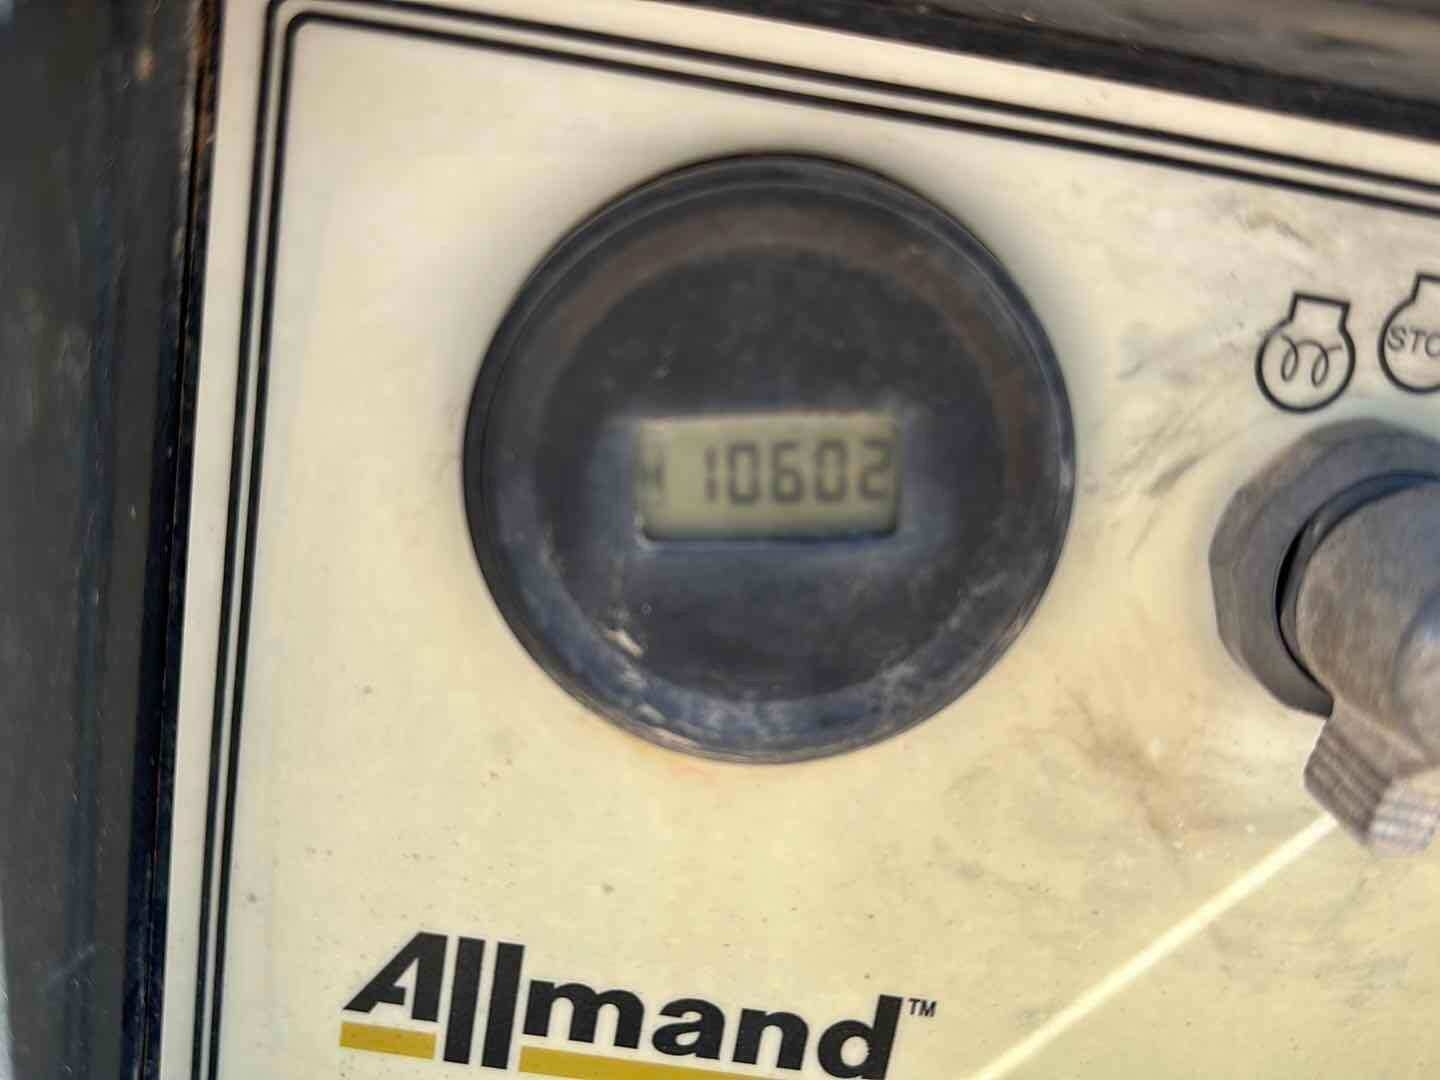 H 10602
STO
Allmand™